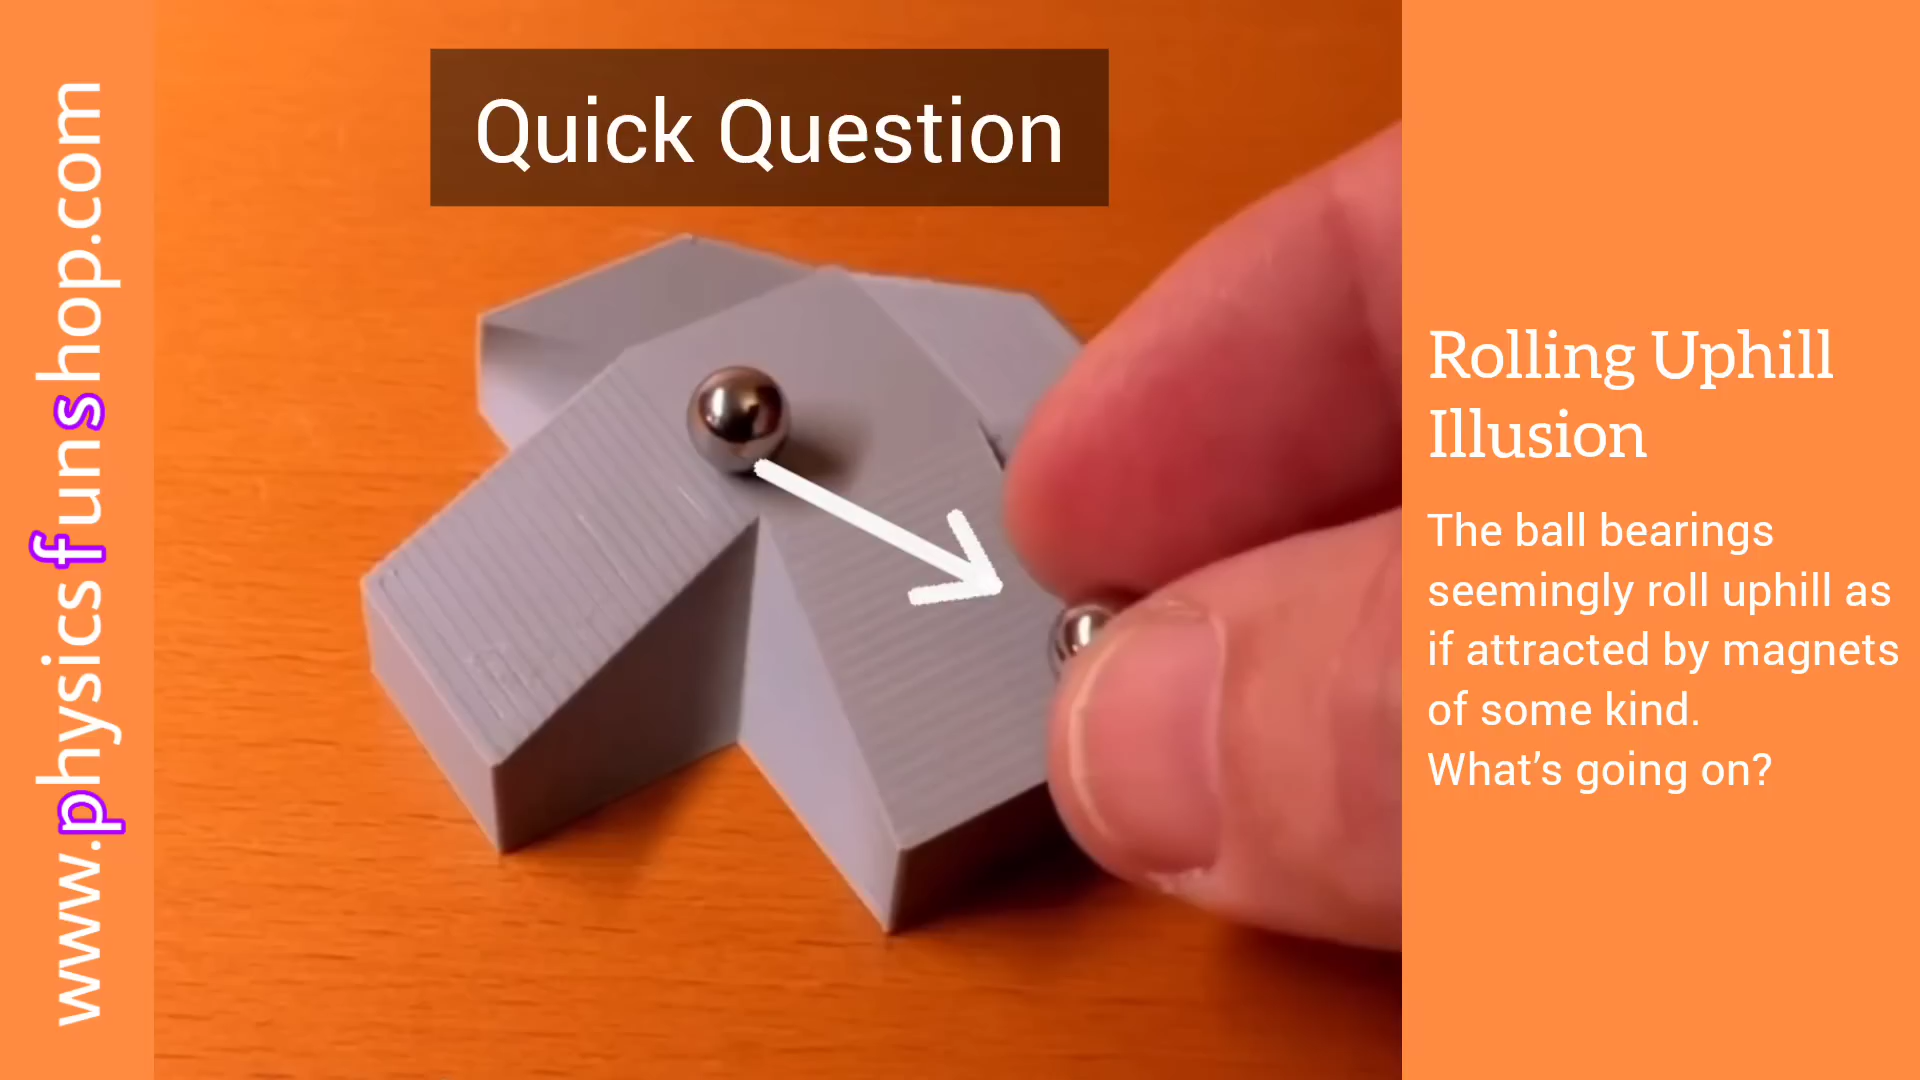 www.physicsfunshop.com
Quick Question
Rolling Uphill
Illusion
The ball bearings
seemingly roll uphill as
if attracted by magnets
of some kind.
What's going on?